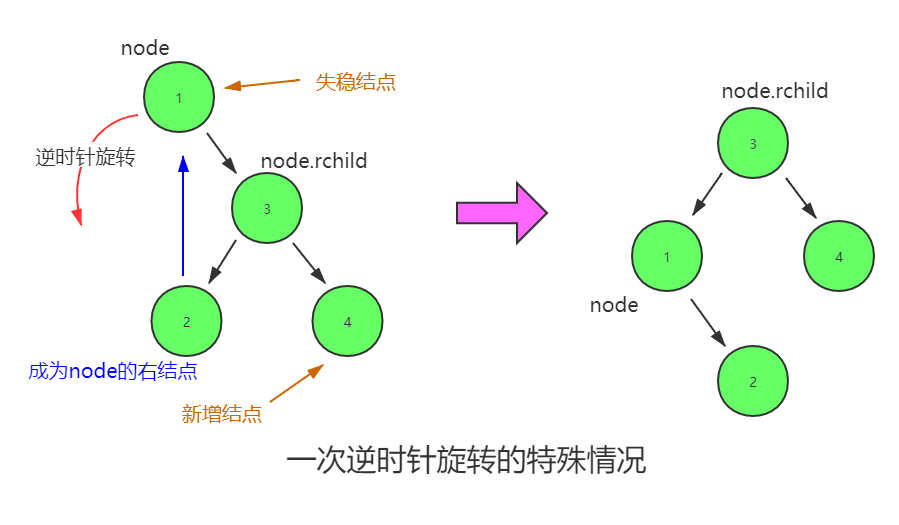 node
1
失稳结点
逆时针旋转
node.rchild
3
2
4
成为node的右结点
新增结点
node.rchild
3
1
4
node
2
一次逆时针旋转的特殊情况